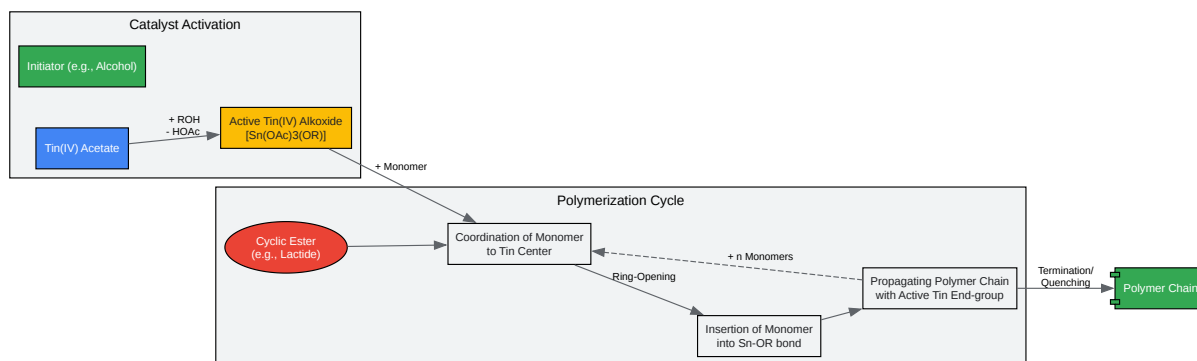 Catalyst Activation
Initiator (e.g., Alcohol)
Tin(IV) Acetate
+ ROH
- HOAc
Active Tin(IV) Alkoxide
[Sn(OAc)3(OR)]
+ Monomer
Polymerization Cycle
Cyclic Ester
(e.g., Lactide)
Coordination of Monomer
to Tin Center
Ring-Opening
Insertion of Monomer
into Sn-OR bond
+ n Monomers
Propagating Polymer Chain
with Active Tin End-group
Termination/
Quenching
Polymer Chain